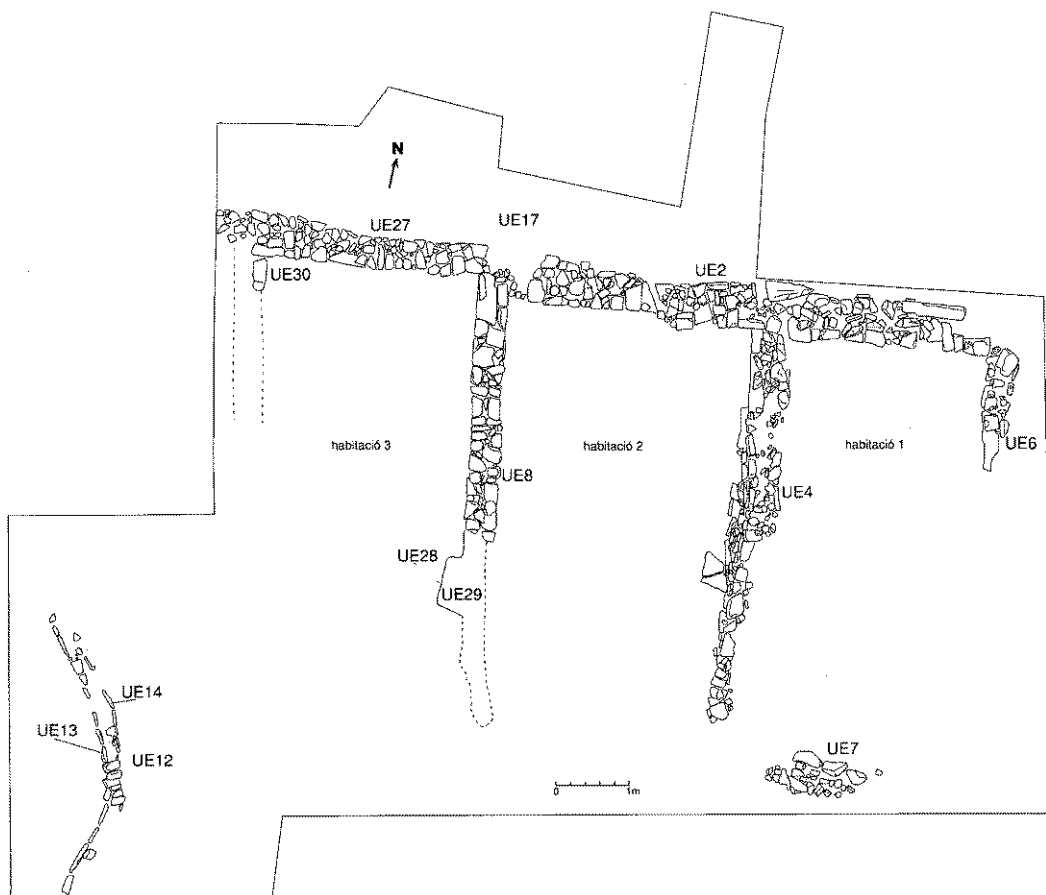 N
UE27
UE17
UE30
UE2
habitació 3
habitació 2
habitació 1
UE8
UE4
UE6
UE28
UE29
UE14
UE13
UE12
UE7
0 1m